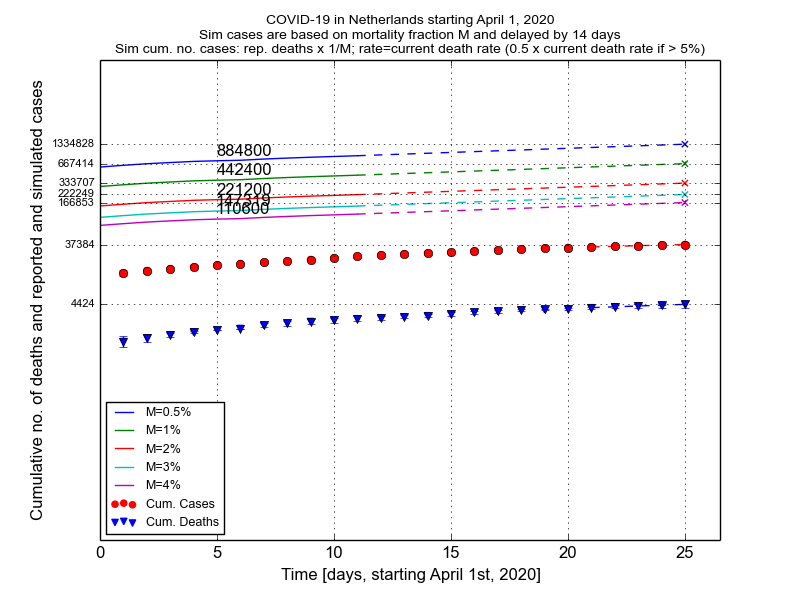 COVID-19 in Netherlands starting April 1, 2020
Sim cases are based on mortality fraction M and delayed by 14 days
Sim cum. no. cases: rep. deaths x 1/M; rate=current death rate (0.5 x current death rate if > 5%)
Cumulative no. of deaths and reported and simulated cases
1334828
667414
333707
222249
166853
37384
4424
884800
442400
221200
147319
110600
M=0.5%
M=1%
M=2%
M=3%
M=4%
Cum. Cases
Cum. Deaths
0 5 10 15 20 25
Time [days, starting April 1st, 2020]